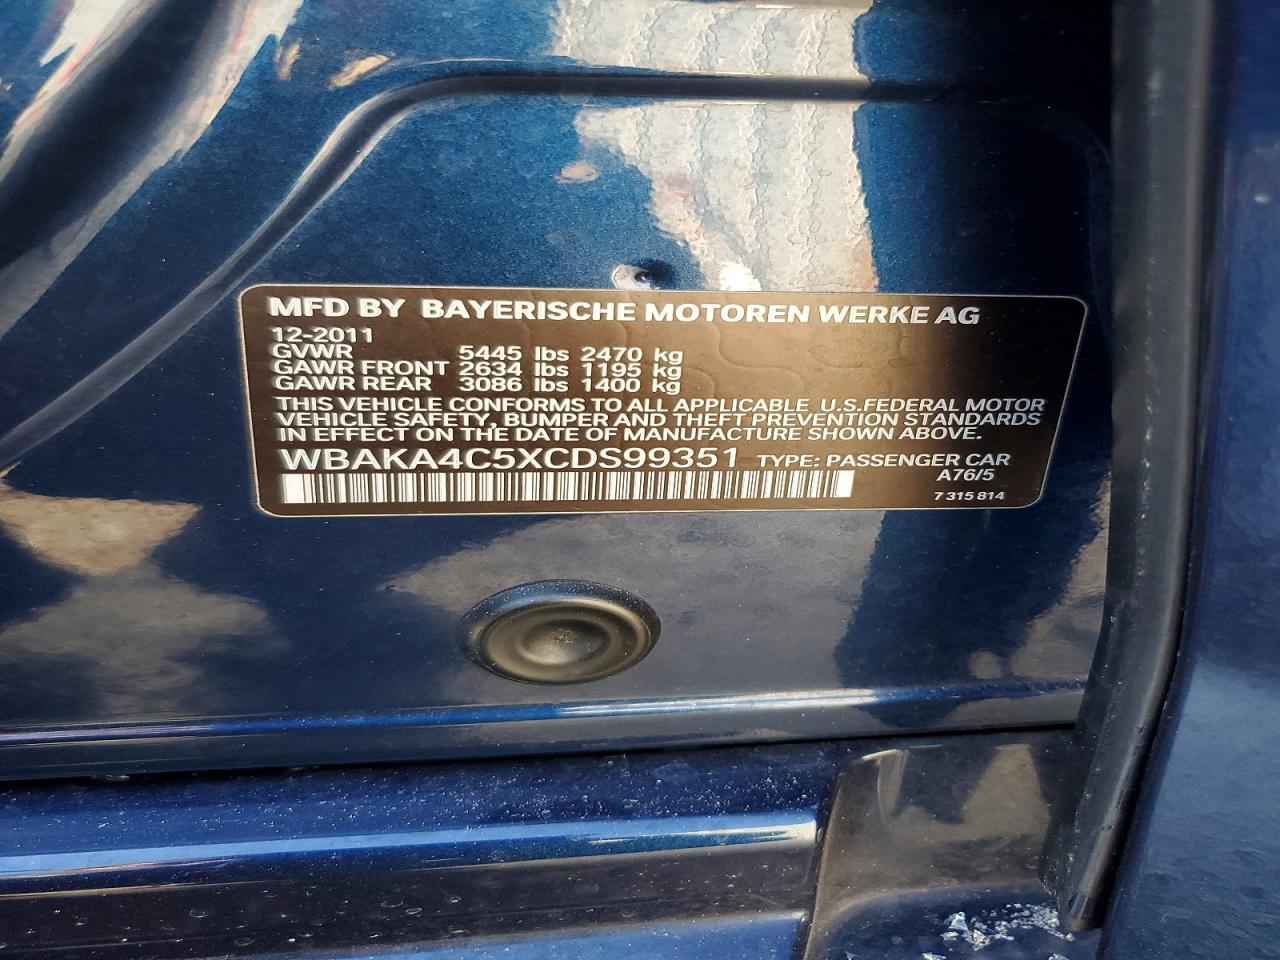 MFD BY BAYERISCHE MOTOREN WERKE AG
12-2011
GVWR 5445 lbs 2470 kg
GAWR FRONT 2634 lbs 1195 kg
GAWR REAR 3086 lbs 1400 kg
THIS VEHICLE CONFORMS TO ALL APPLICABLE U.S.FEDERAL MOTOR
VEHICLE SAFETY, BUMPER AND THEFT PREVENTION STANDARDS
IN EFFECT ON THE DATE OF MANUFACTURE SHOWN ABOVE.
WBAKA4C5XCDS99351 TYPE: PASSENGER CAR
A76/5
7 315 814